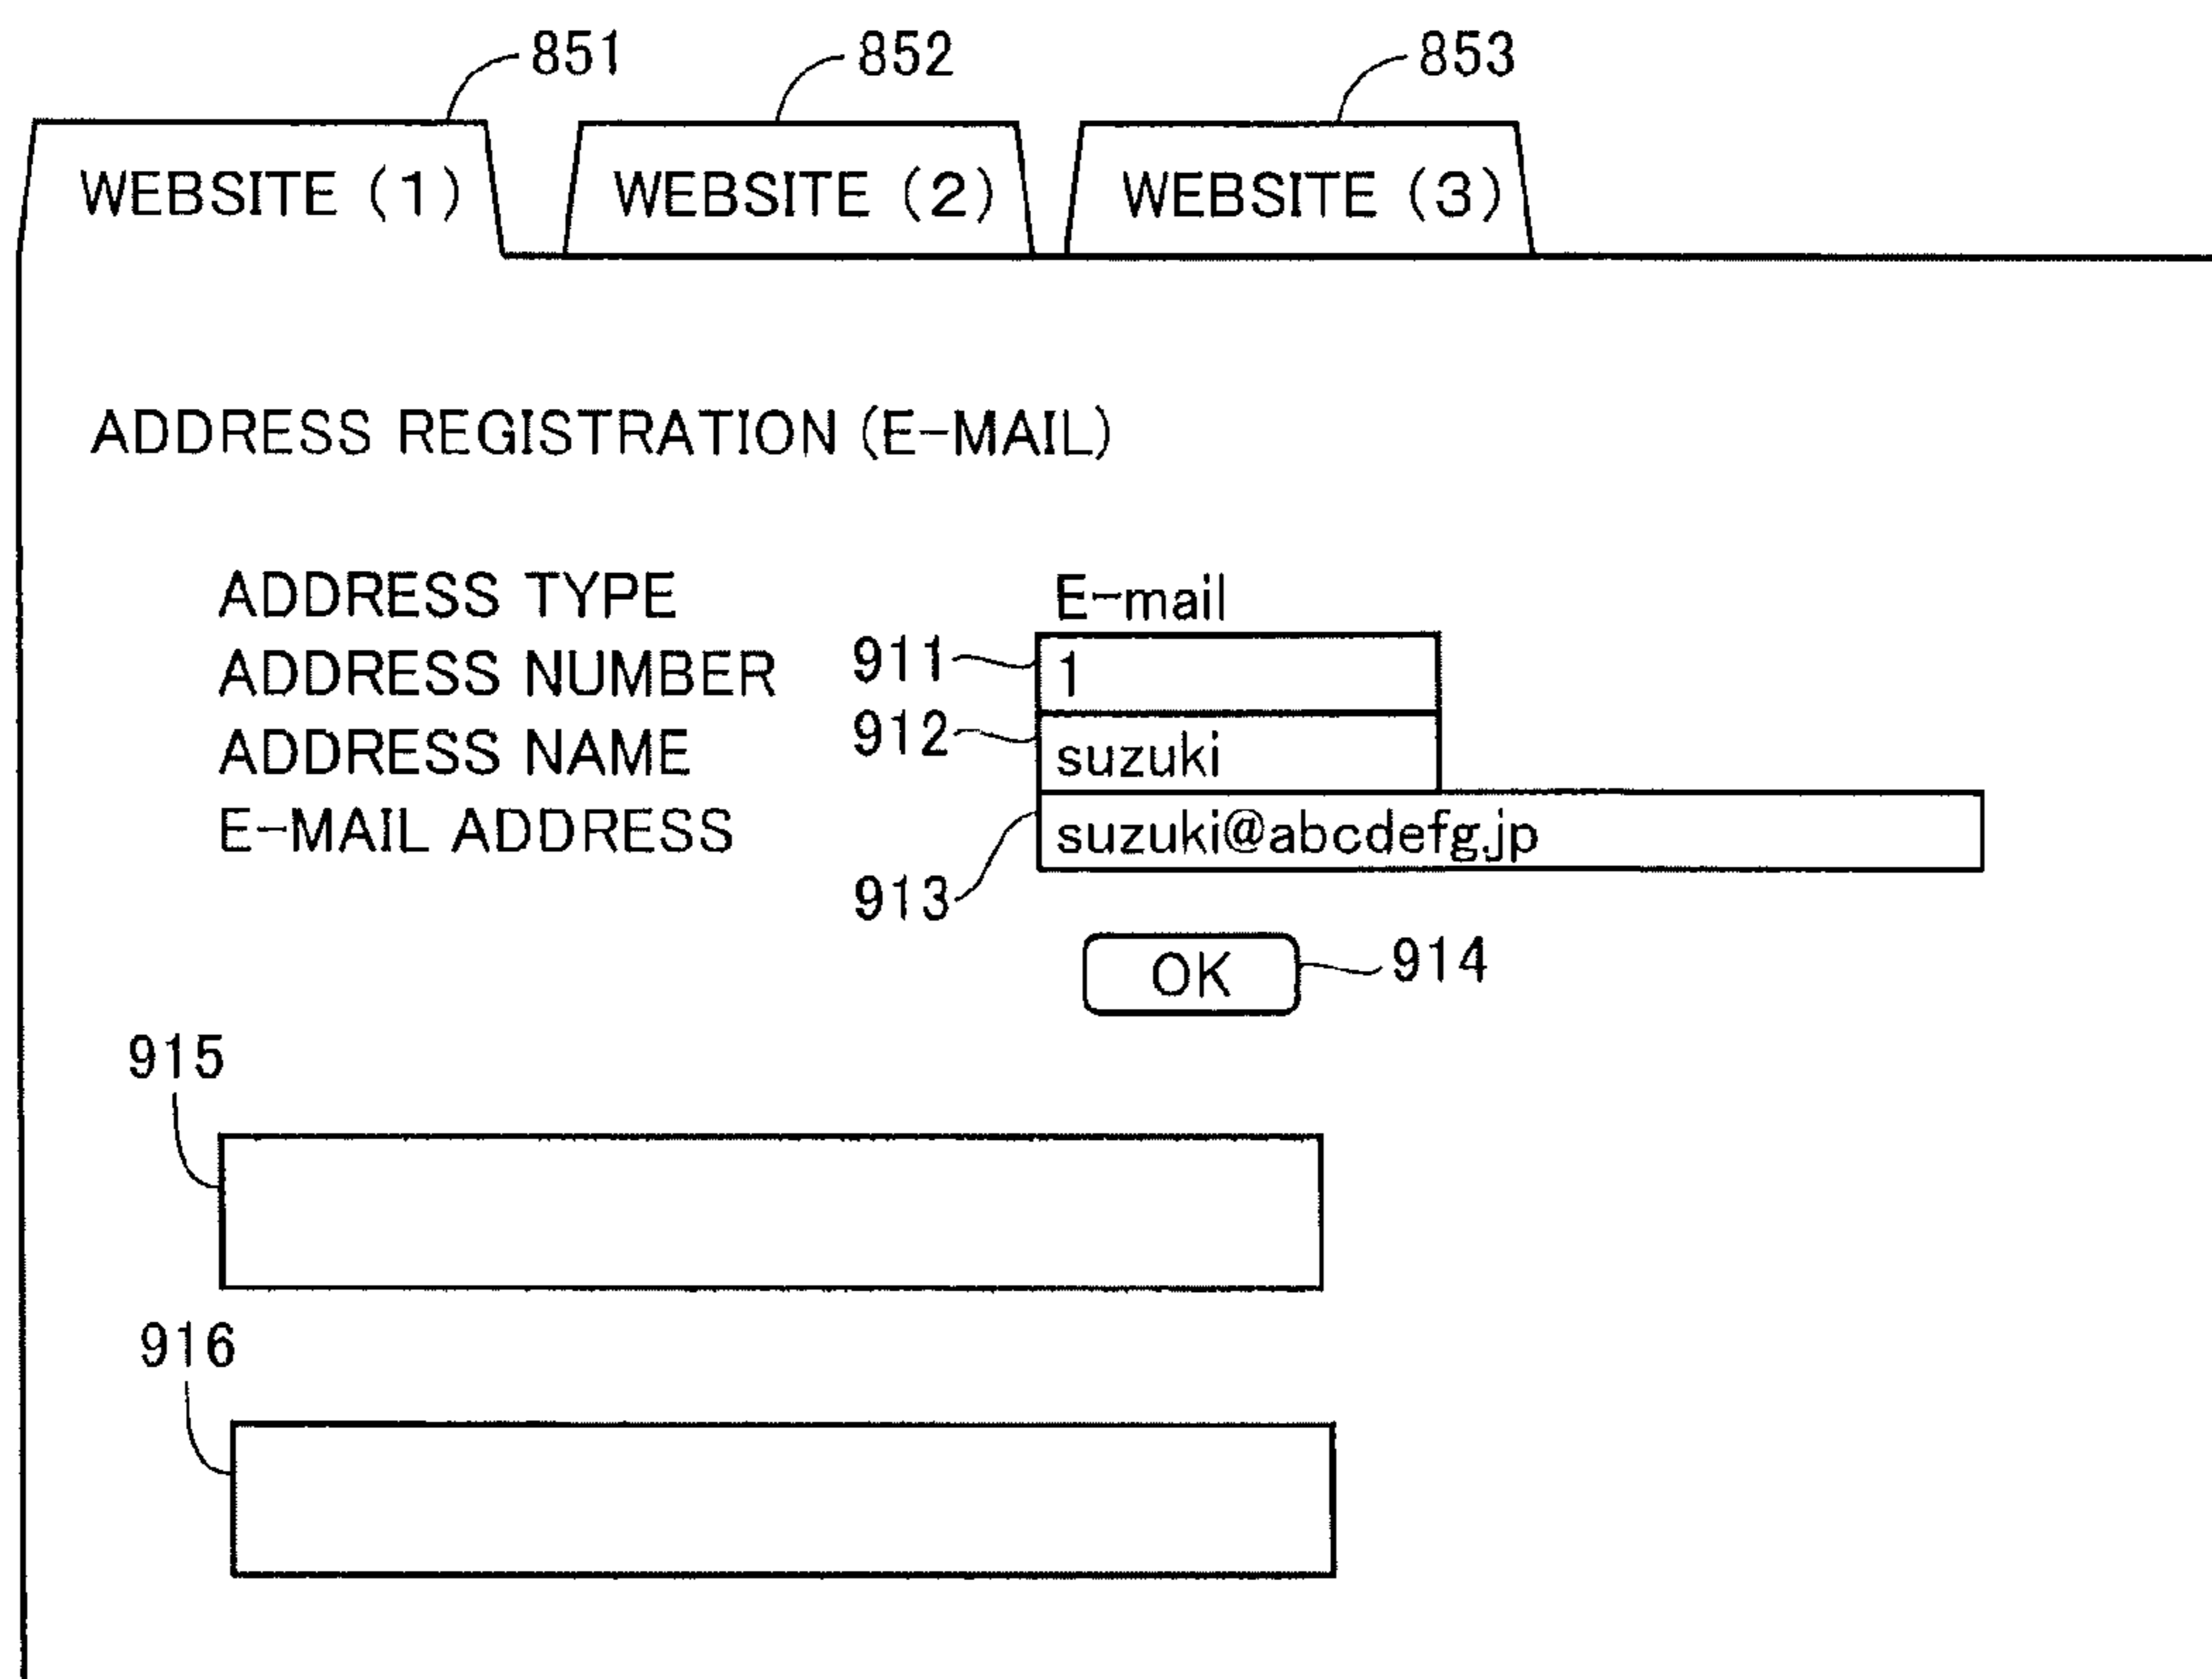 851 852 853
WEBSITE (1) WEBSITE (2) WEBSITE (3)
ADDRESS REGISTRATION (E-MAIL)
ADDRESS TYPE E-mail
ADDRESS NUMBER 911 1
ADDRESS NAME 912 suzuki
E-MAIL ADDRESS suzuki@abcdefg.jp
913
OK 914
915
916